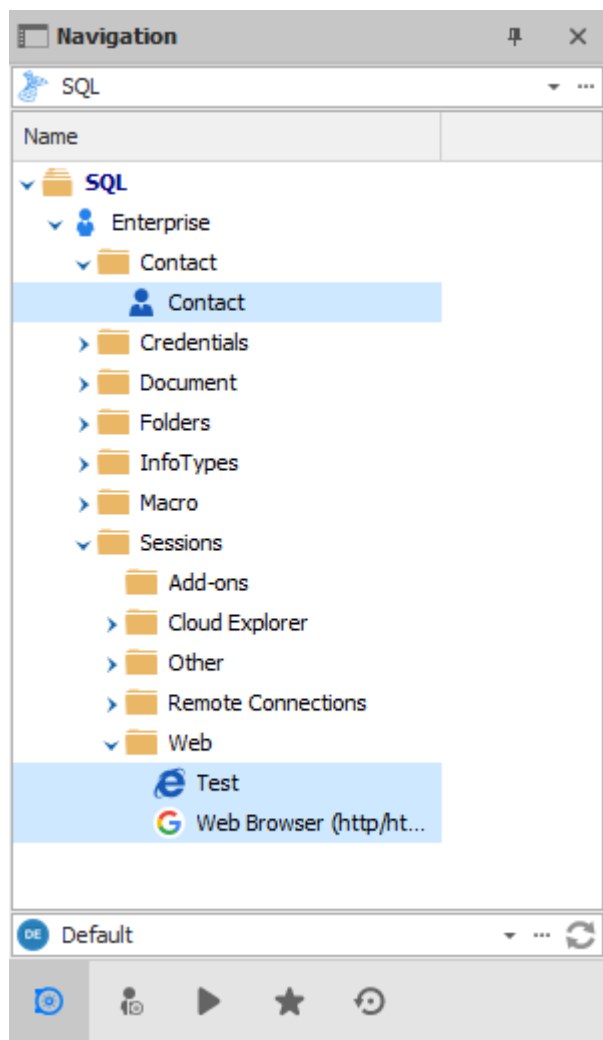 Navigation
SQL
Name
SQL
Enterprise
Contact
Contact
Credentials
Document
Folders
InfoTypes
Macro
Sessions
Add-ons
Cloud Explorer
Other
Remote Connections
Web
Test
Web Browser (http/ht...
DE Default